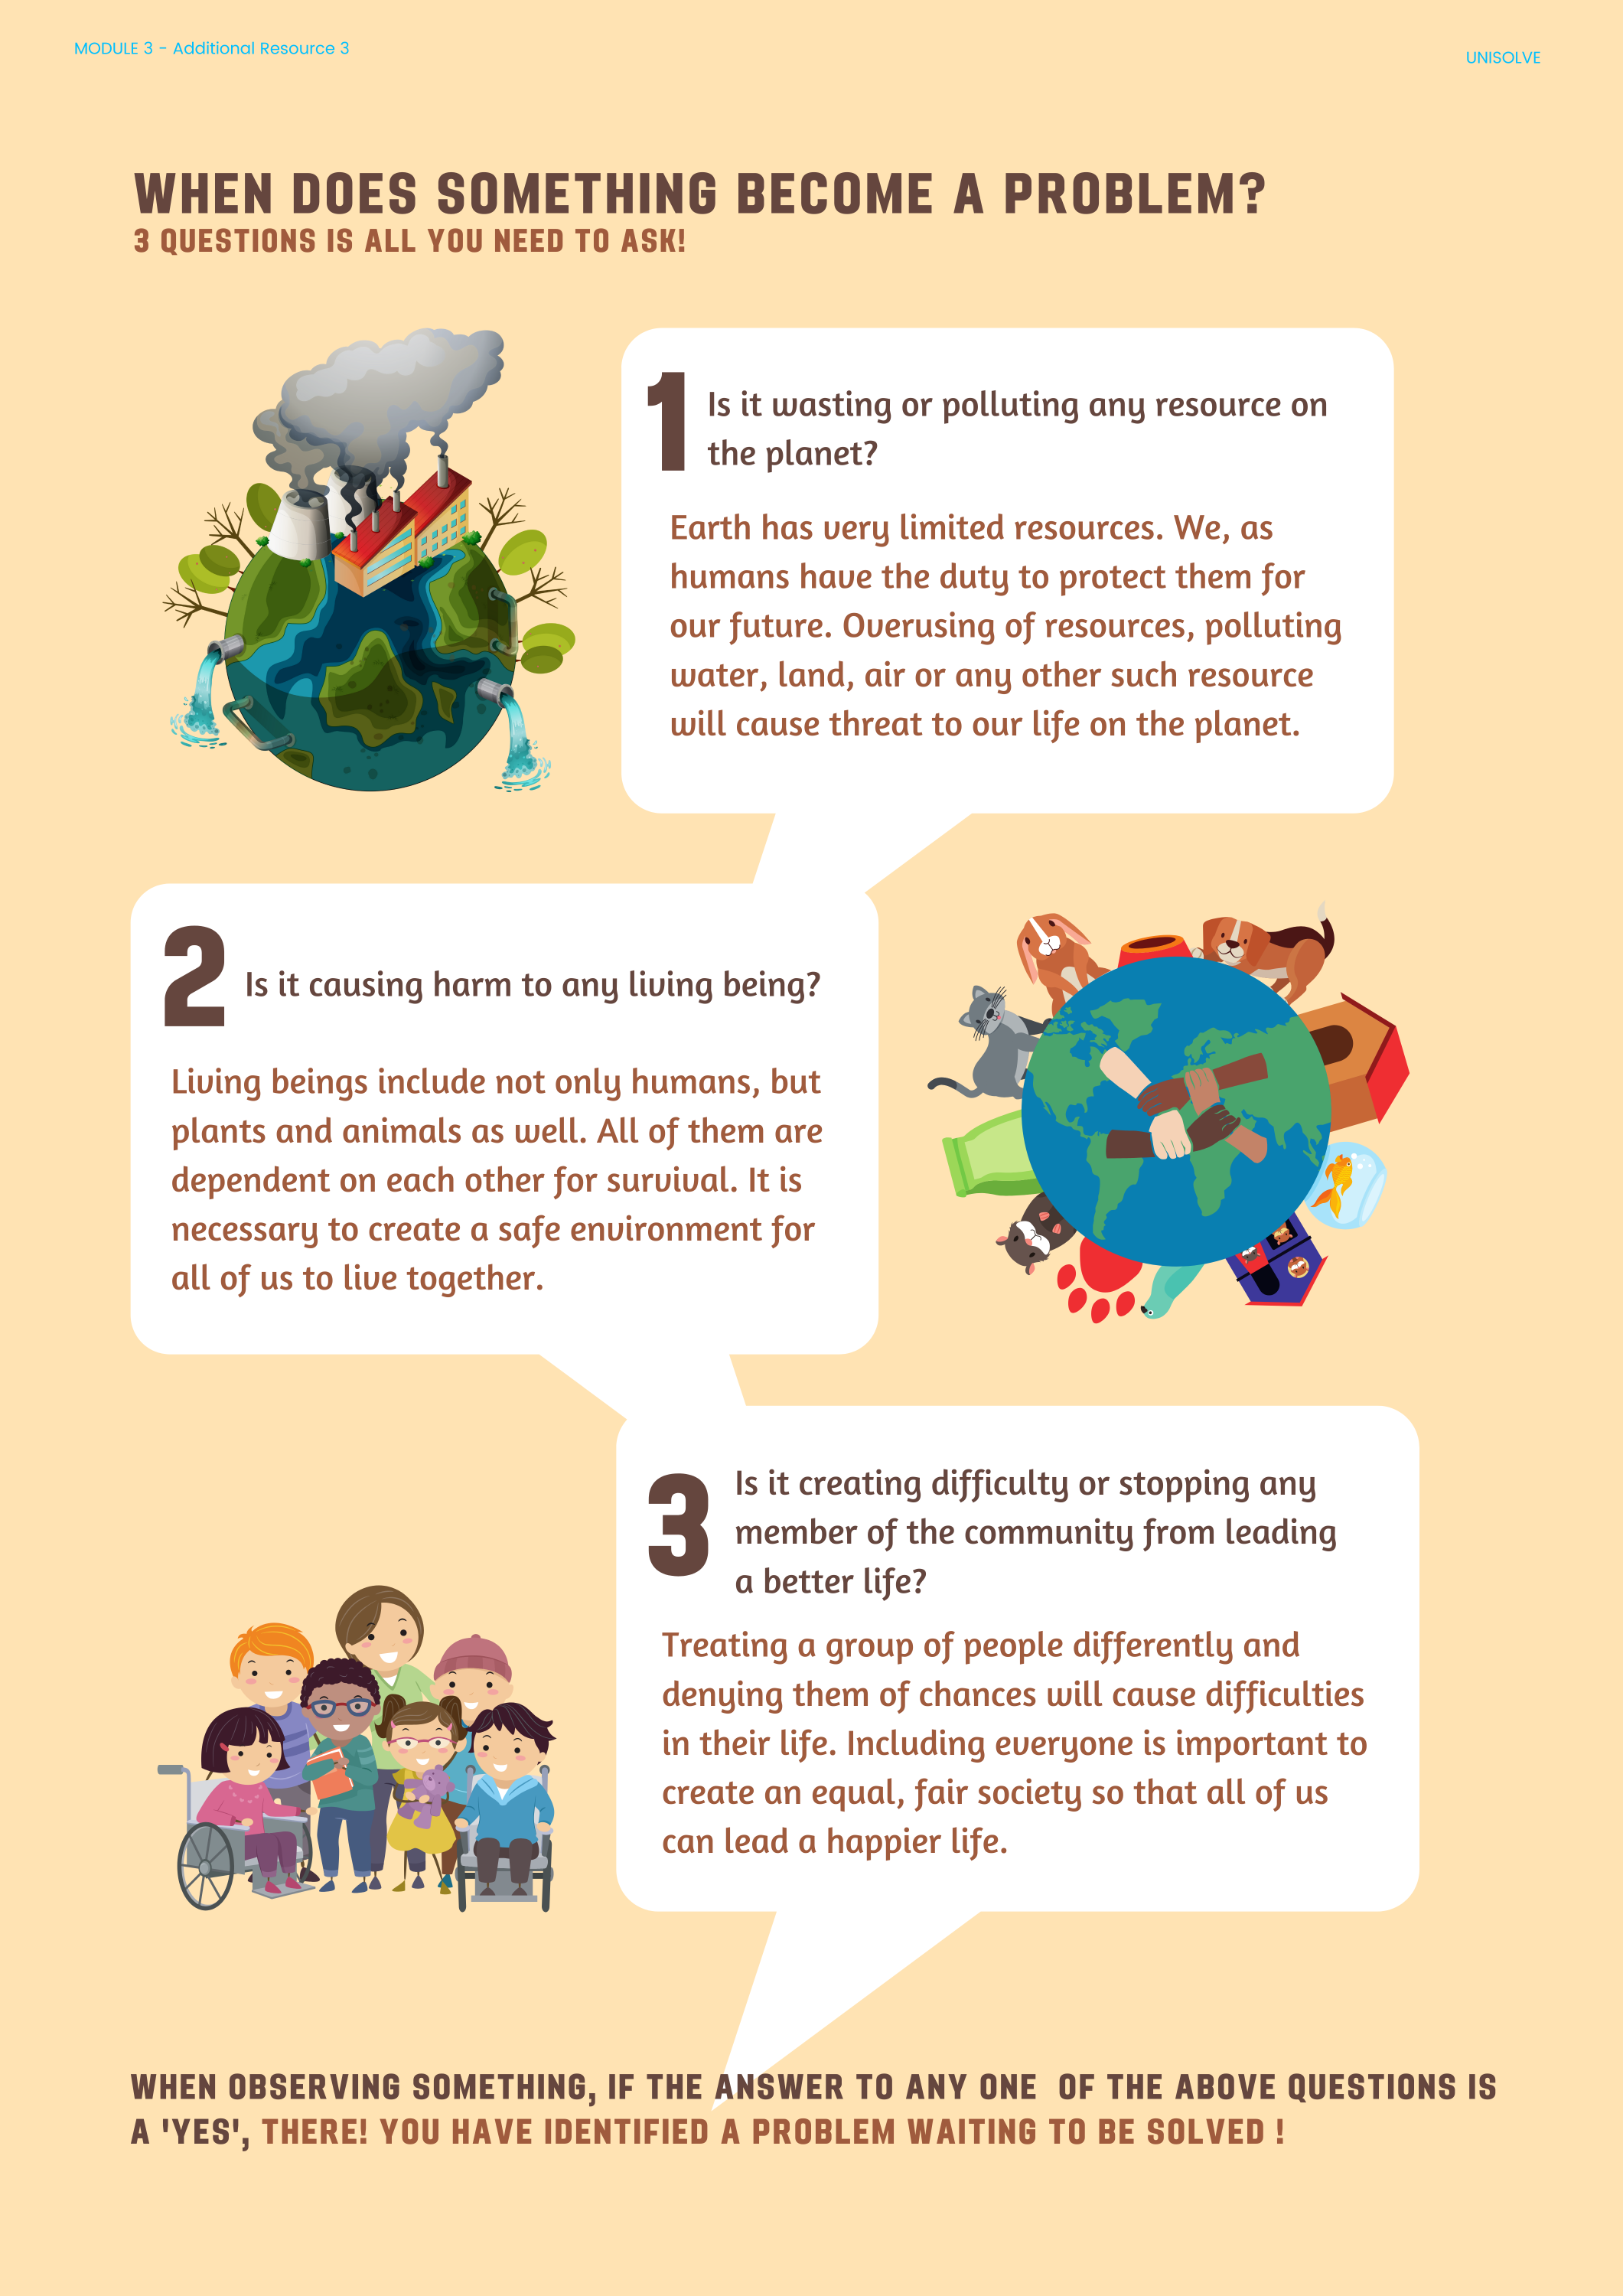 MODULE 3 - Additional Resource 3
UNISOLVE
WHEN DOES SOMETHING BECOME A PROBLEM?
3 QUESTIONS IS ALL YOU NEED TO ASK!
1
Is it wasting or polluting any resource on
the planet?
Earth has very limited resources. We, as
humans have the duty to protect them for
our future. Overusing of resources, polluting
water, land, air or any other such resource
will cause threat to our life on the planet.
2
Is it causing harm to any living being?
Living beings include not only humans, but
plants and animals as well. All of them are
dependent on each other for survival. It is
necessary to create a safe environment for
all of us to live together.
3
Is it creating difficulty or stopping any
member of the community from leading
a better life?
Treating a group of people differently and
denying them of chances will cause difficulties
in their life. Including everyone is important to
create an equal, fair society so that all of us
can lead a happier life.
WHEN OBSERVING SOMETHING, IF THE ANSWER TO ANY ONE OF THE ABOVE QUESTIONS IS
A 'YES', THERE! YOU HAVE IDENTIFIED A PROBLEM WAITING TO BE SOLVED !